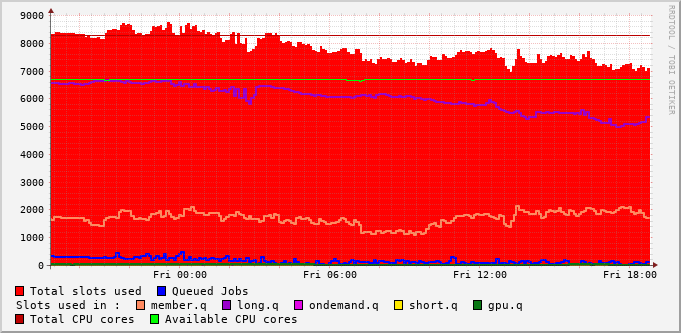 9000
8000
7000
6000
5000
4000
3000
2000
1000
0
Fri 00:00 Fri 06:00 Fri 12:00 Fri 18:00
RRDTOOL / TOBI OETIKER
Total slots used Queued Jobs
Slots used in : member.q long.q ondemand.q short.q gpu.q
Total CPU cores Available CPU cores